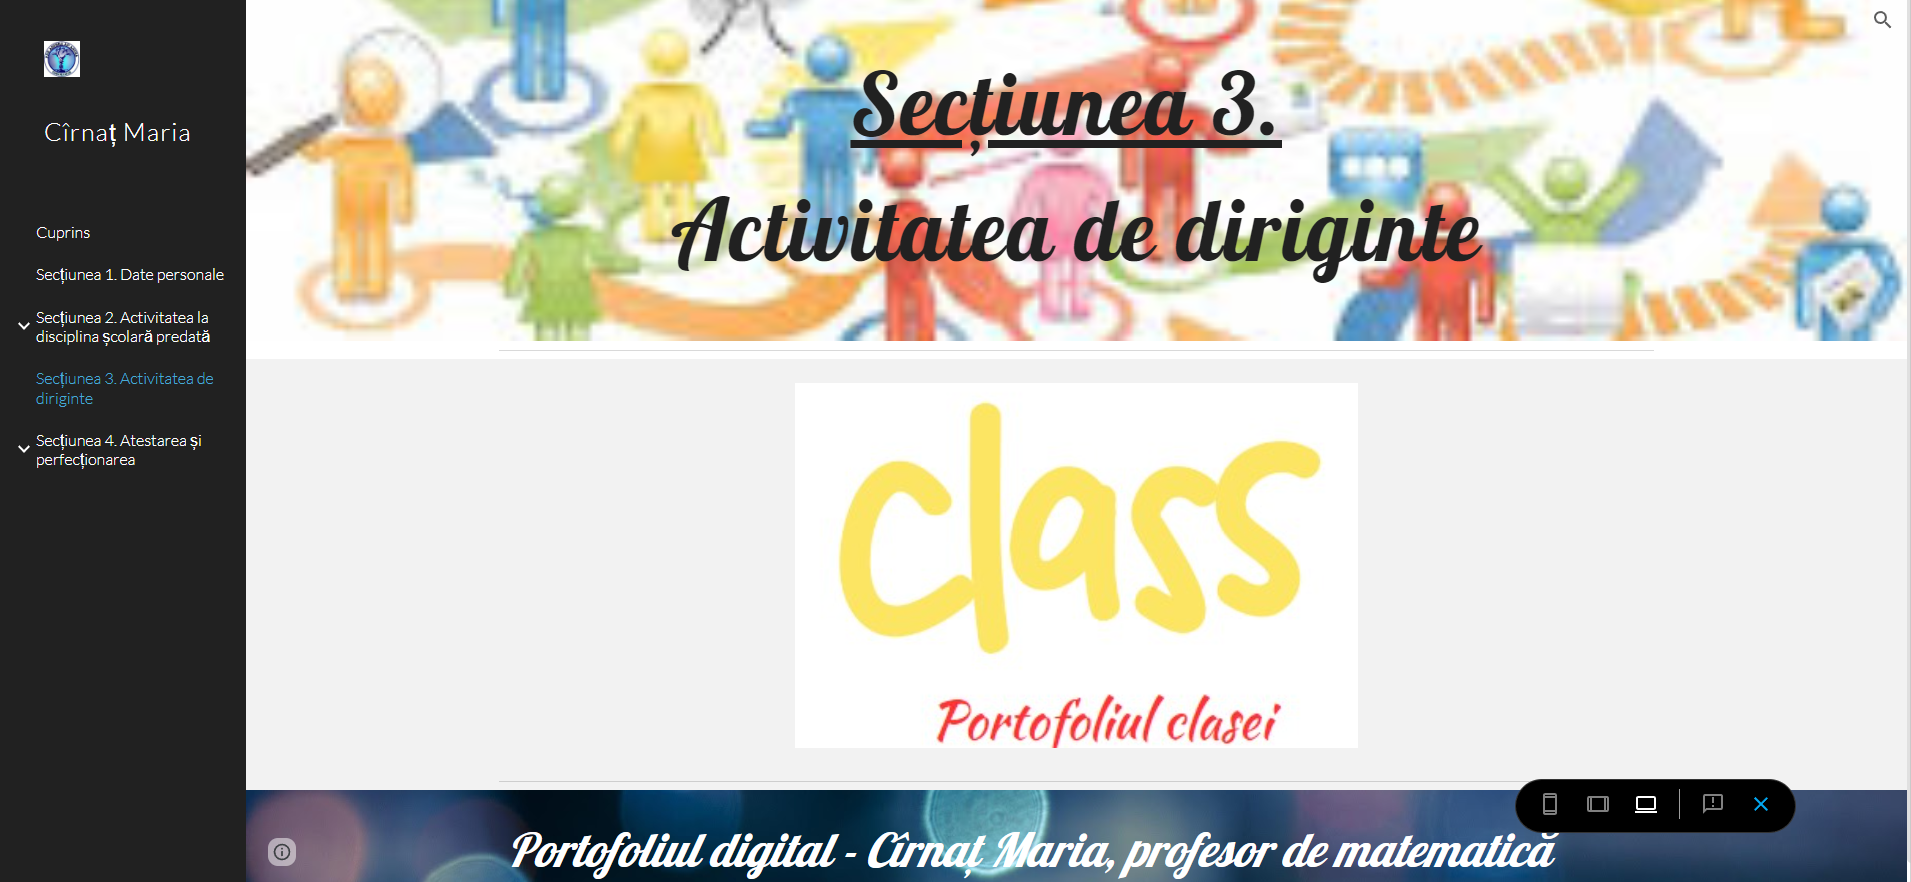 Cîrnaț Maria
Cuprins
Secțiunea 1. Date personale
Secțiunea 2. Activitatea la
disciplina școlară predată
Secțiunea 3. Activitatea de
diriginte
Secțiunea 4. Atestarea și
perfecționarea
Secțiunea 3.
Activitatea de diriginte
class
Portofoliul clasei
Portofoliul digital - Cîrnaț Maria, profesor de matematică